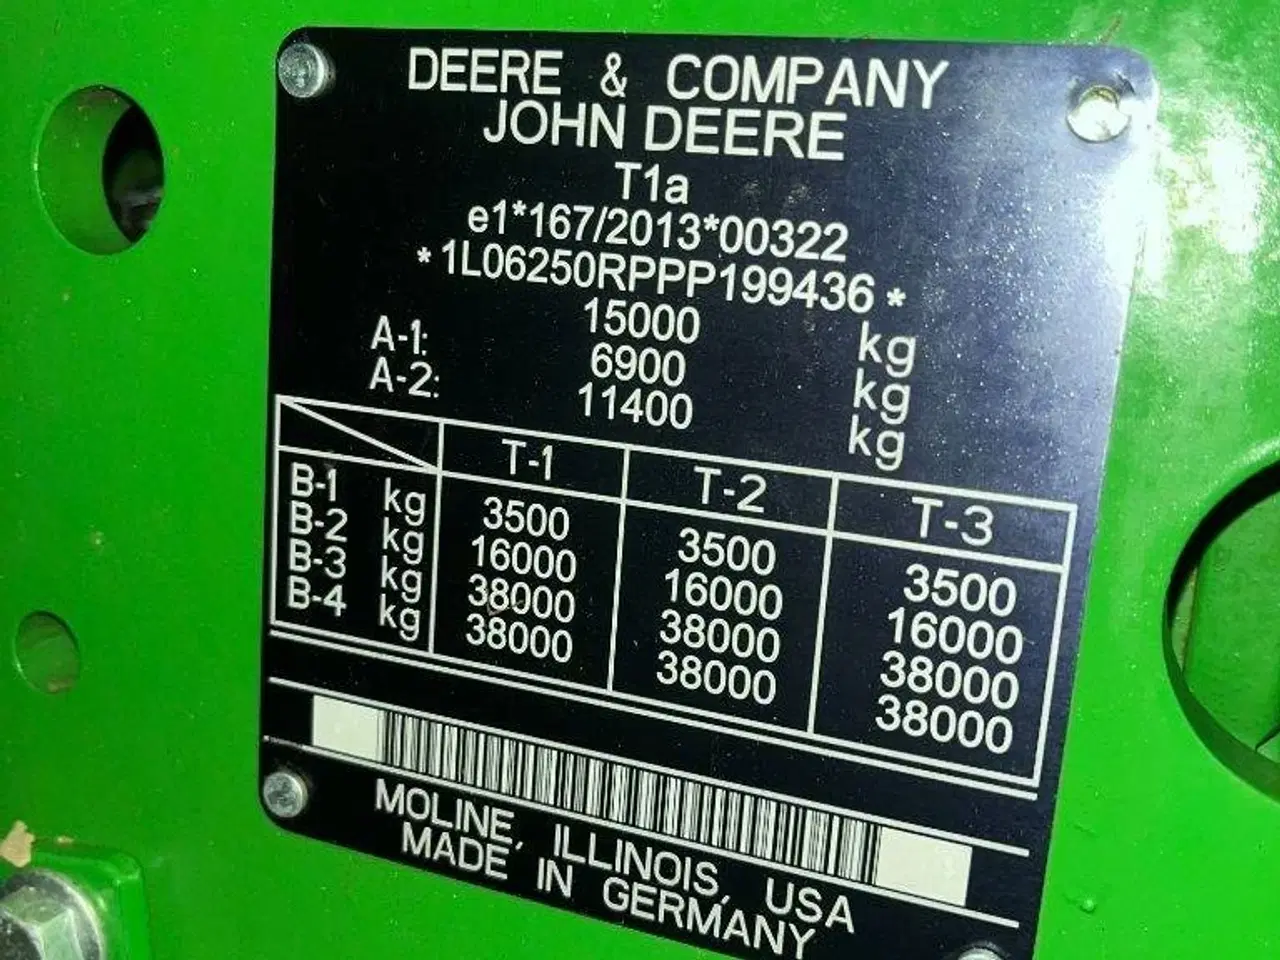 DEERE & COMPANY
JOHN DEERE
T1a
e1*167/2013*00322
*1L06250RPPP199436*
15000 kg
A-1: 6900 kg
A-2: 11400 kg
T-1 T-2 T-3
B-1 kg 3500 3500 3500
B-2 kg 16000 16000 16000
B-3 kg 38000 38000 38000
B-4 kg 38000 38000 38000
MOLINE, ILLINOIS, USA
MADE IN GERMANY